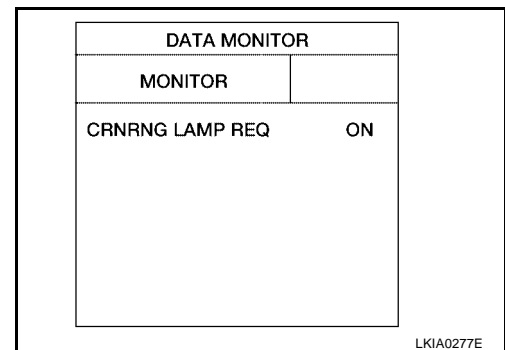 DATA MONITOR
MONITOR
CRNRNG LAMP REQ ON
LKIA0277E